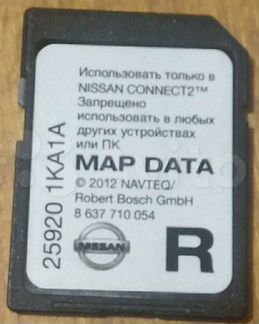 Использовать только в
NISSAN CONNECT2™
Запрещено
использовать в любых
других устройствах
или ПК
MAP DATA
© 2012 NAVTEQ/
Robert Bosch GmbH
8 637 710 054
25920 1KA1A
NISSAN
R